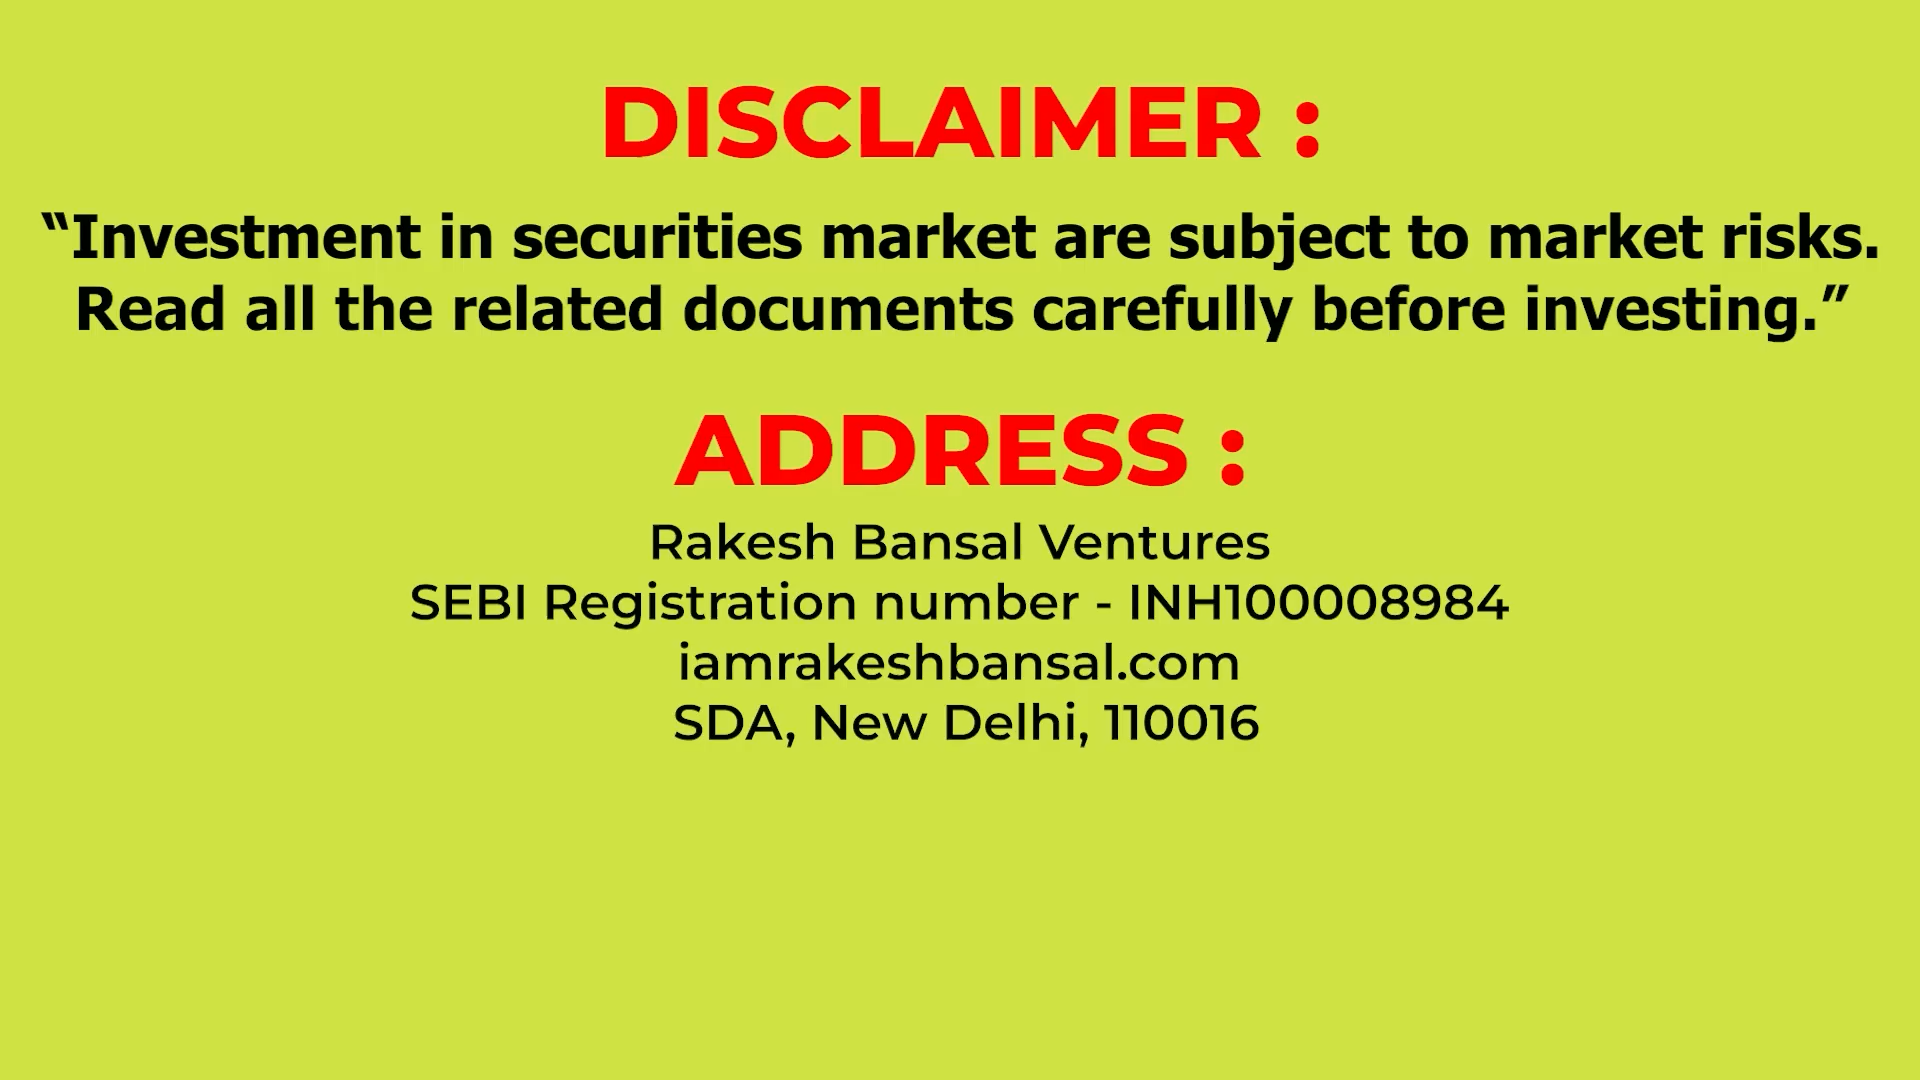 DISCLAIMER :
“Investment in securities market are subject to market risks.
Read all the related documents carefully before investing.”
ADDRESS :
Rakesh Bansal Ventures
SEBI Registration number - INH100008984
iamrakeshbansal.com
SDA, New Delhi, 110016